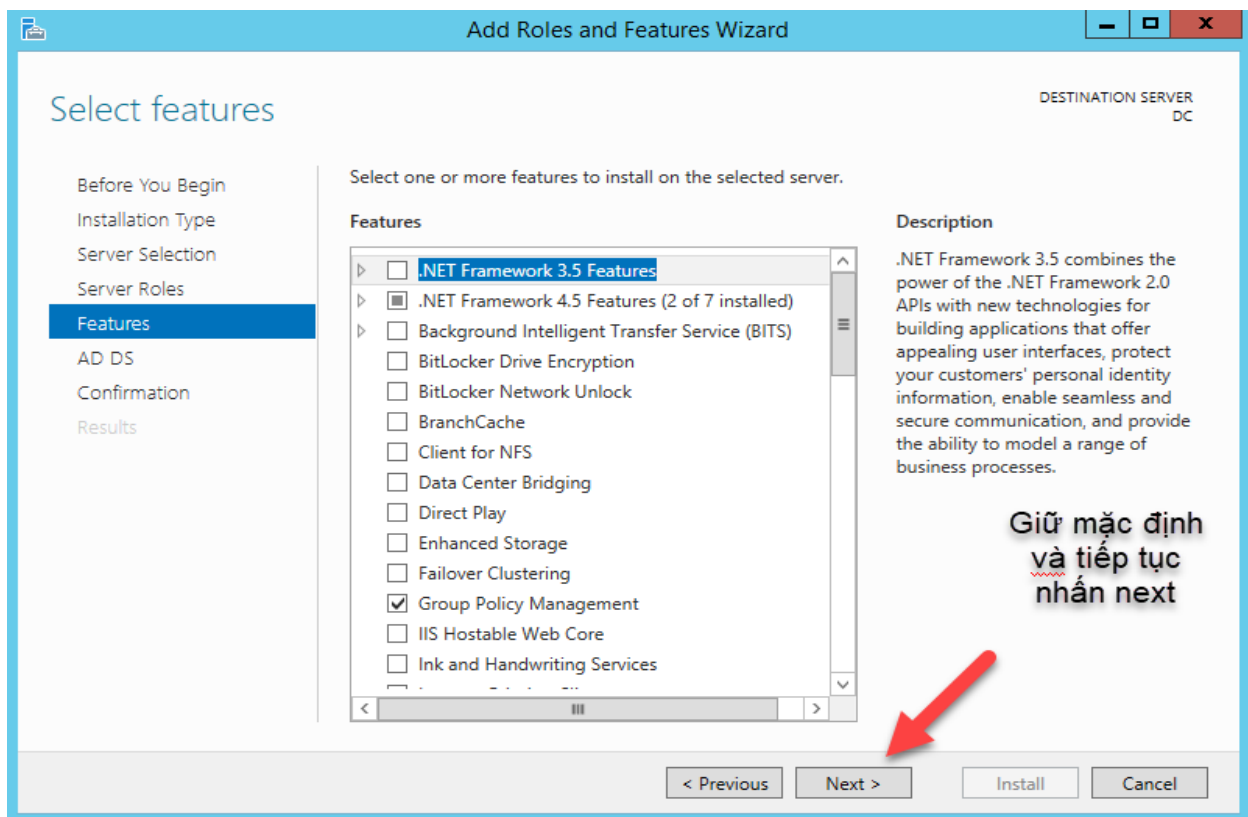 Add Roles and Features Wizard
Select features
DESTINATION SERVER
DC
Before You Begin
Installation Type
Server Selection
Server Roles
Features
AD DS
Confirmation
Results
Select one or more features to install on the selected server.
Features
.NET Framework 3.5 Features
.NET Framework 4.5 Features (2 of 7 installed)
Background Intelligent Transfer Service (BITS)
BitLocker Drive Encryption
BitLocker Network Unlock
BranchCache
Client for NFS
Data Center Bridging
Direct Play
Enhanced Storage
Failover Clustering
Group Policy Management
IIS Hostable Web Core
Ink and Handwriting Services
Description
.NET Framework 3.5 combines the
power of the .NET Framework 2.0
APIs with new technologies for
building applications that offer
appealing user interfaces, protect
your customers' personal identity
information, enable seamless and
secure communication, and provide
the ability to model a range of
business processes.
Giữ mặc định
và tiếp tục
nhấn next
< Previous
Next >
Install
Cancel